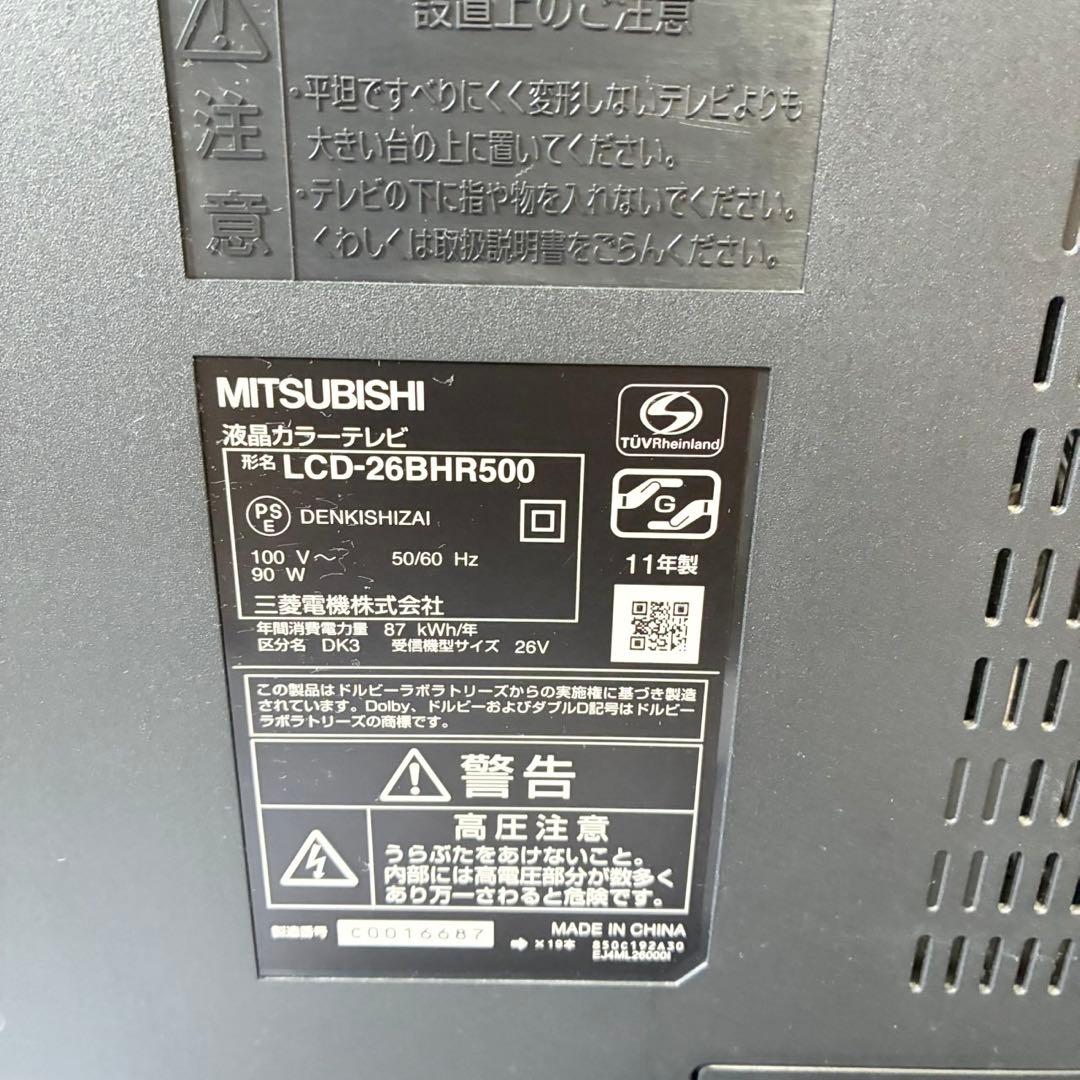 設置上のご注意
注意
・平坦ですべりにくく変形しないテレビよりも
大きい台の上に置いてください。
・テレビの下に指や物を入れないでください。
くわしくは取扱説明書をごらんください。
MITSUBISHI
液晶カラーテレビ
形名 LCD-26BHR500
PSE DENKISHIZAI
100 V～ 50/60 Hz
90 W
三菱電機株式会社
年間消費電力量 87 kWh/年
区分名 DK3 受信機型サイズ 26V
TÜVRheinland
G
11年製
この製品はドルビーラボラトリーズからの実施権に基づき製造
されています。Dolby、ドルビーおよびダブルD記号はドルビー
ラボラトリーズの商標です。
警告
高圧注意
うらぶたをあけないこと。
内部には高電圧部分が数多く
あり万一さわると危険です。
製造番号 C0016687
MADE IN CHINA
➡ ×19本 850C192A30
EJ4ML26000I